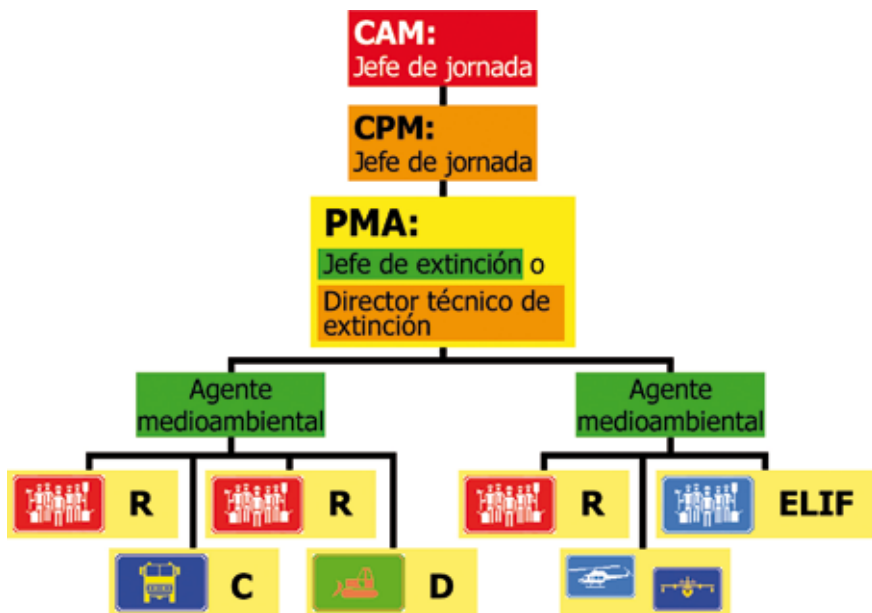 CAM:
Jefe de jornada
CPM:
Jefe de jornada
PMA:
Jefe de extinción o
Director técnico de
extinción
Agente
medioambiental
Agente
medioambiental
R
R
R
ELIF
C
D